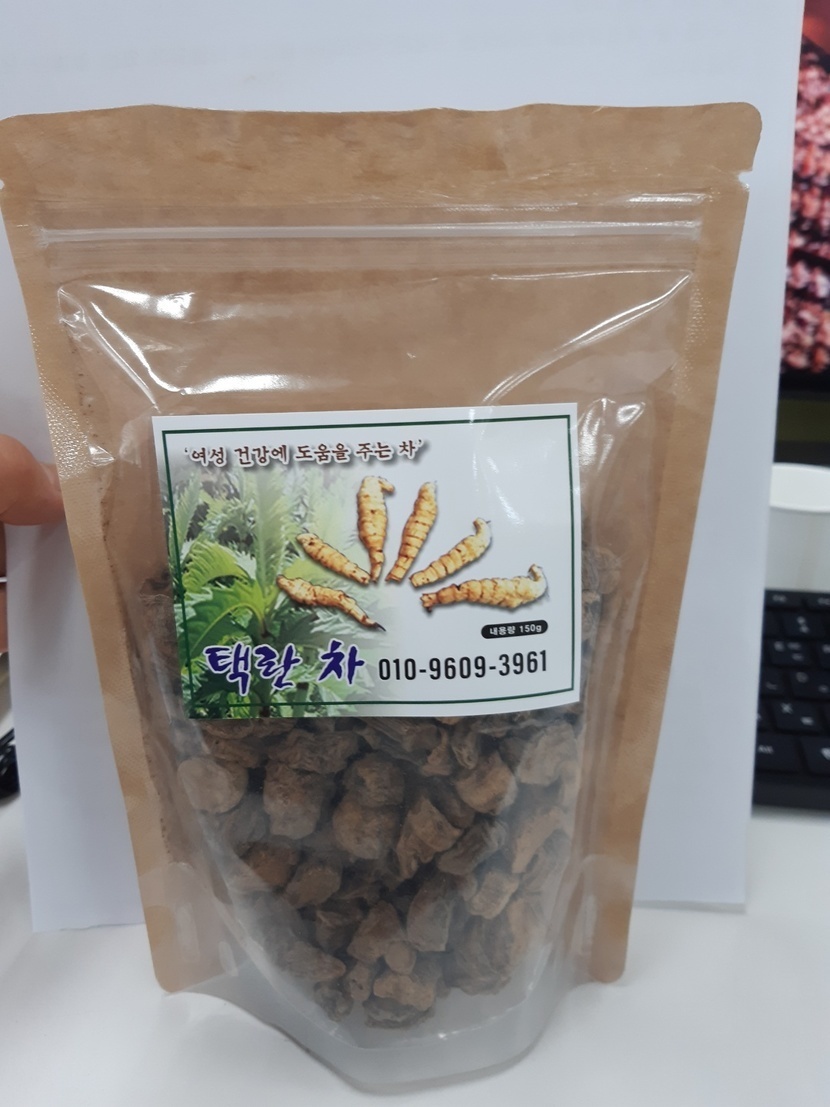 '여성 건강에 도움을 주는 차'
내용량 150g
택란 차 010-9609-3961